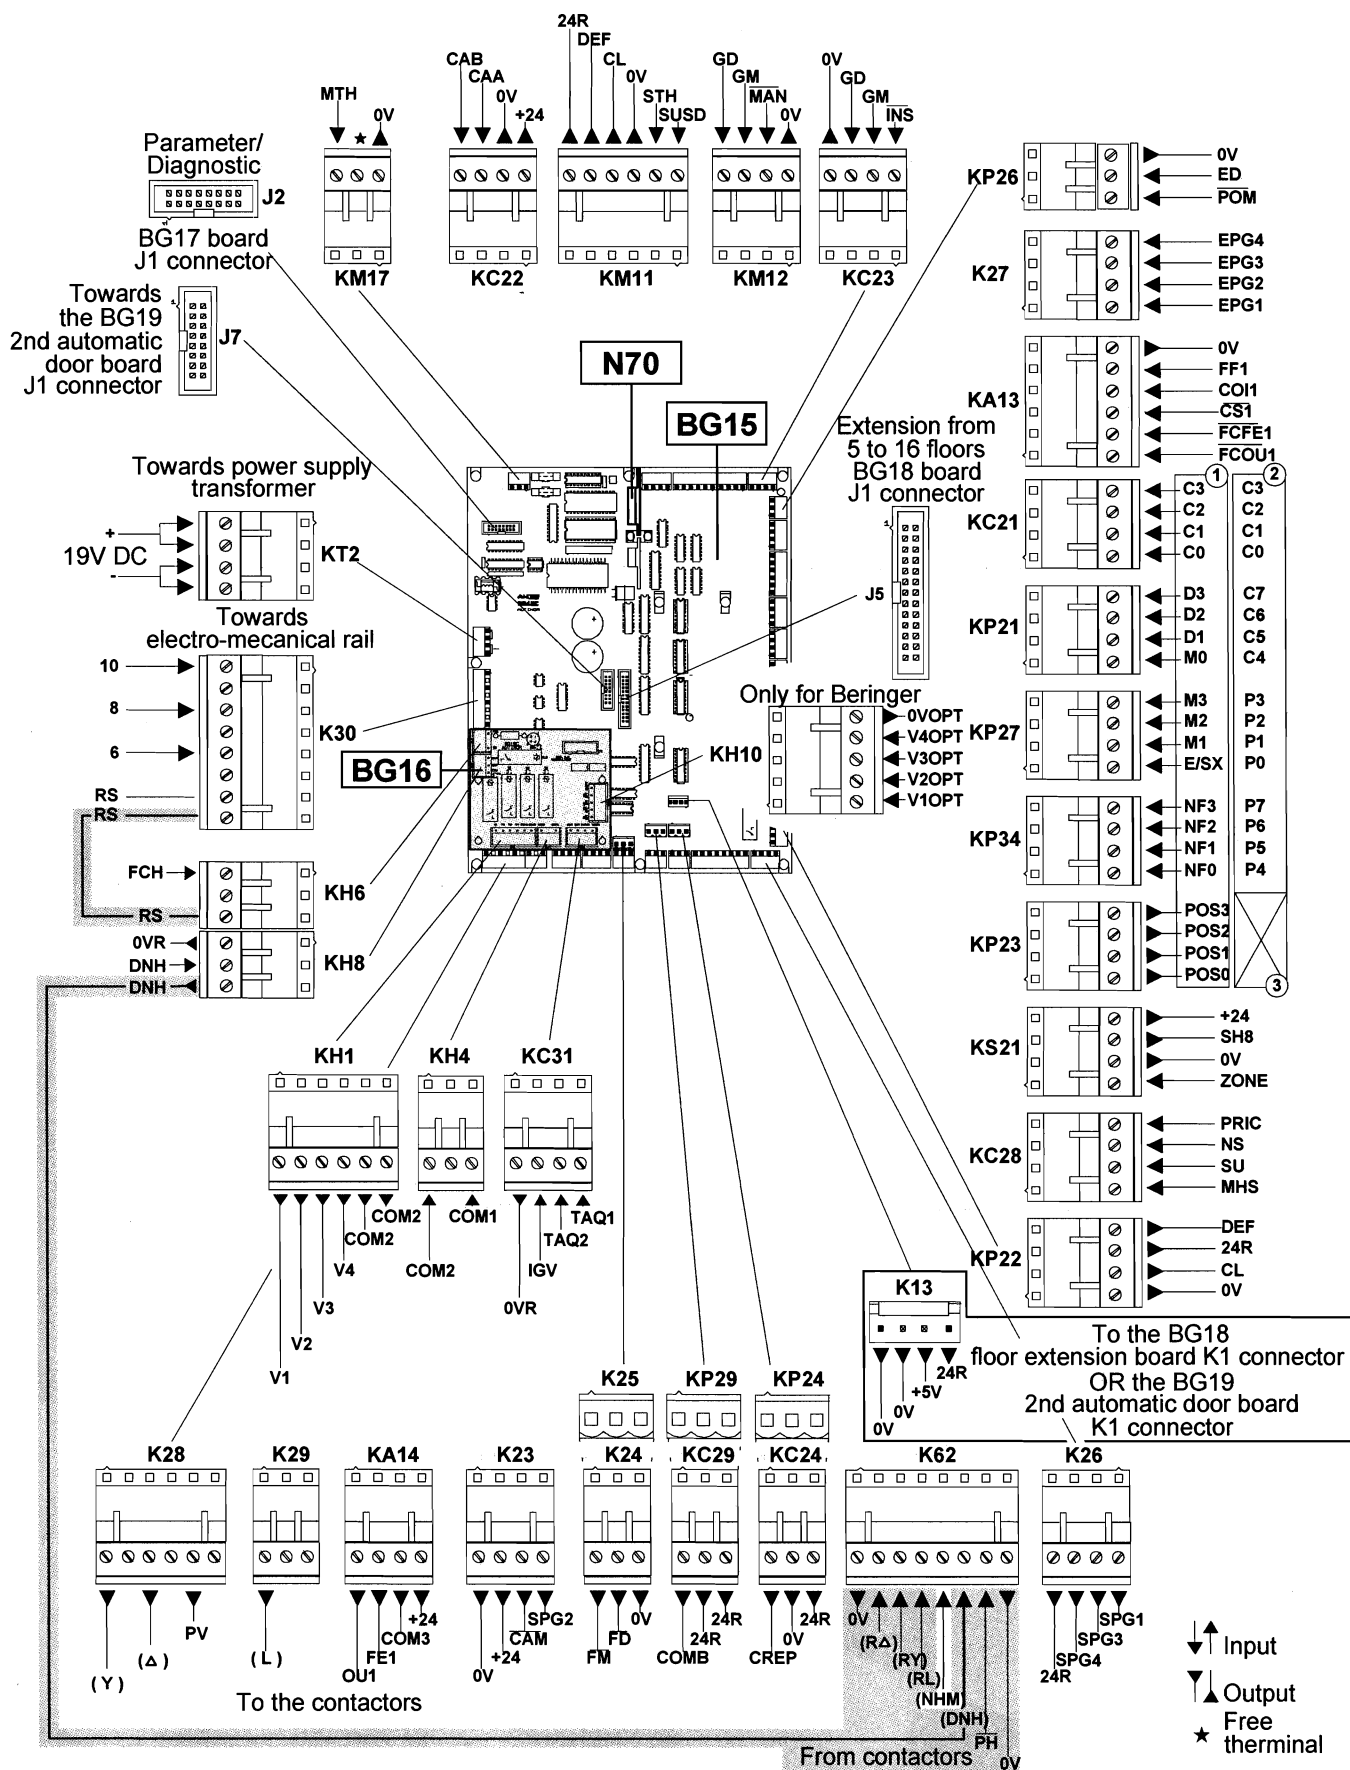 24R
DEF
CL
0V
STH
SUSD
CAB
CAA
0V
+24
GD
GM
MAN
0V
0V
GD
GM
INS
MTH
0V
KM17
KC22
KM11
KM12
KC23
Parameter/
Diagnostic
J2
BG17 board
J1 connector
Towards
the BG19
2nd automatic
door board
J1 connector
J7
N70
BG15
Extension from
5 to 16 floors
BG18 board
J1 connector
J5
Towards power supply
transformer
+
19V DC
-
KT2
Towards
electro-mecanical rail
10
8
6
RS
RS
K30
BG16
FCH
RS
KH6
0VR
DNH
DNH
KH8
Only for Beringer
KH10
0VOPT
V4OPT
V3OPT
V2OPT
V1OPT
KP26
0V
ED
POM
K27
EPG4
EPG3
EPG2
EPG1
KA13
0V
FF1
COI1
CS1
FCFE1
FCOU1
1
2
KC21
C3 C3
C2 C2
C1 C1
C0 C0
KP21
D3 C7
D2 C6
D1 C5
M0 C4
KP27
M3 P3
M2 P2
M1 P1
E/SX P0
KP34
NF3 P7
NF2 P6
NF1 P5
NF0 P4
KP23
POS3
POS2
POS1
POS0
3
KS21
+24
SH8
0V
ZONE
KC28
PRIC
NS
SU
MHS
KP22
DEF
24R
CL
0V
KH1
KH4
KC31
V1
V2
V3
V4
COM2
COM2
COM2
COM1
0VR
IGV
TAQ2
TAQ1
K13
0V
0V
+5V
24R
To the BG18
floor extension board K1 connector
OR the BG19
2nd automatic door board
K1 connector
K25
KP29
KP24
K28
K29
KA14
K23
K24
KC29
KC24
K62
K26
(Y)
(△)
PV
(L)
OU1
FE1
COM3
+24
0V
+24
CAM
SPG2
FM
FD
0V
COMB
24R
24R
CREP
0V
24R
0V
(R△)
(RY)
(RL)
(NHM)
(DNH)
PH
0V
24R
SPG4
SPG3
SPG1
To the contactors
From contactors
Input
Output
★ Free
therminal